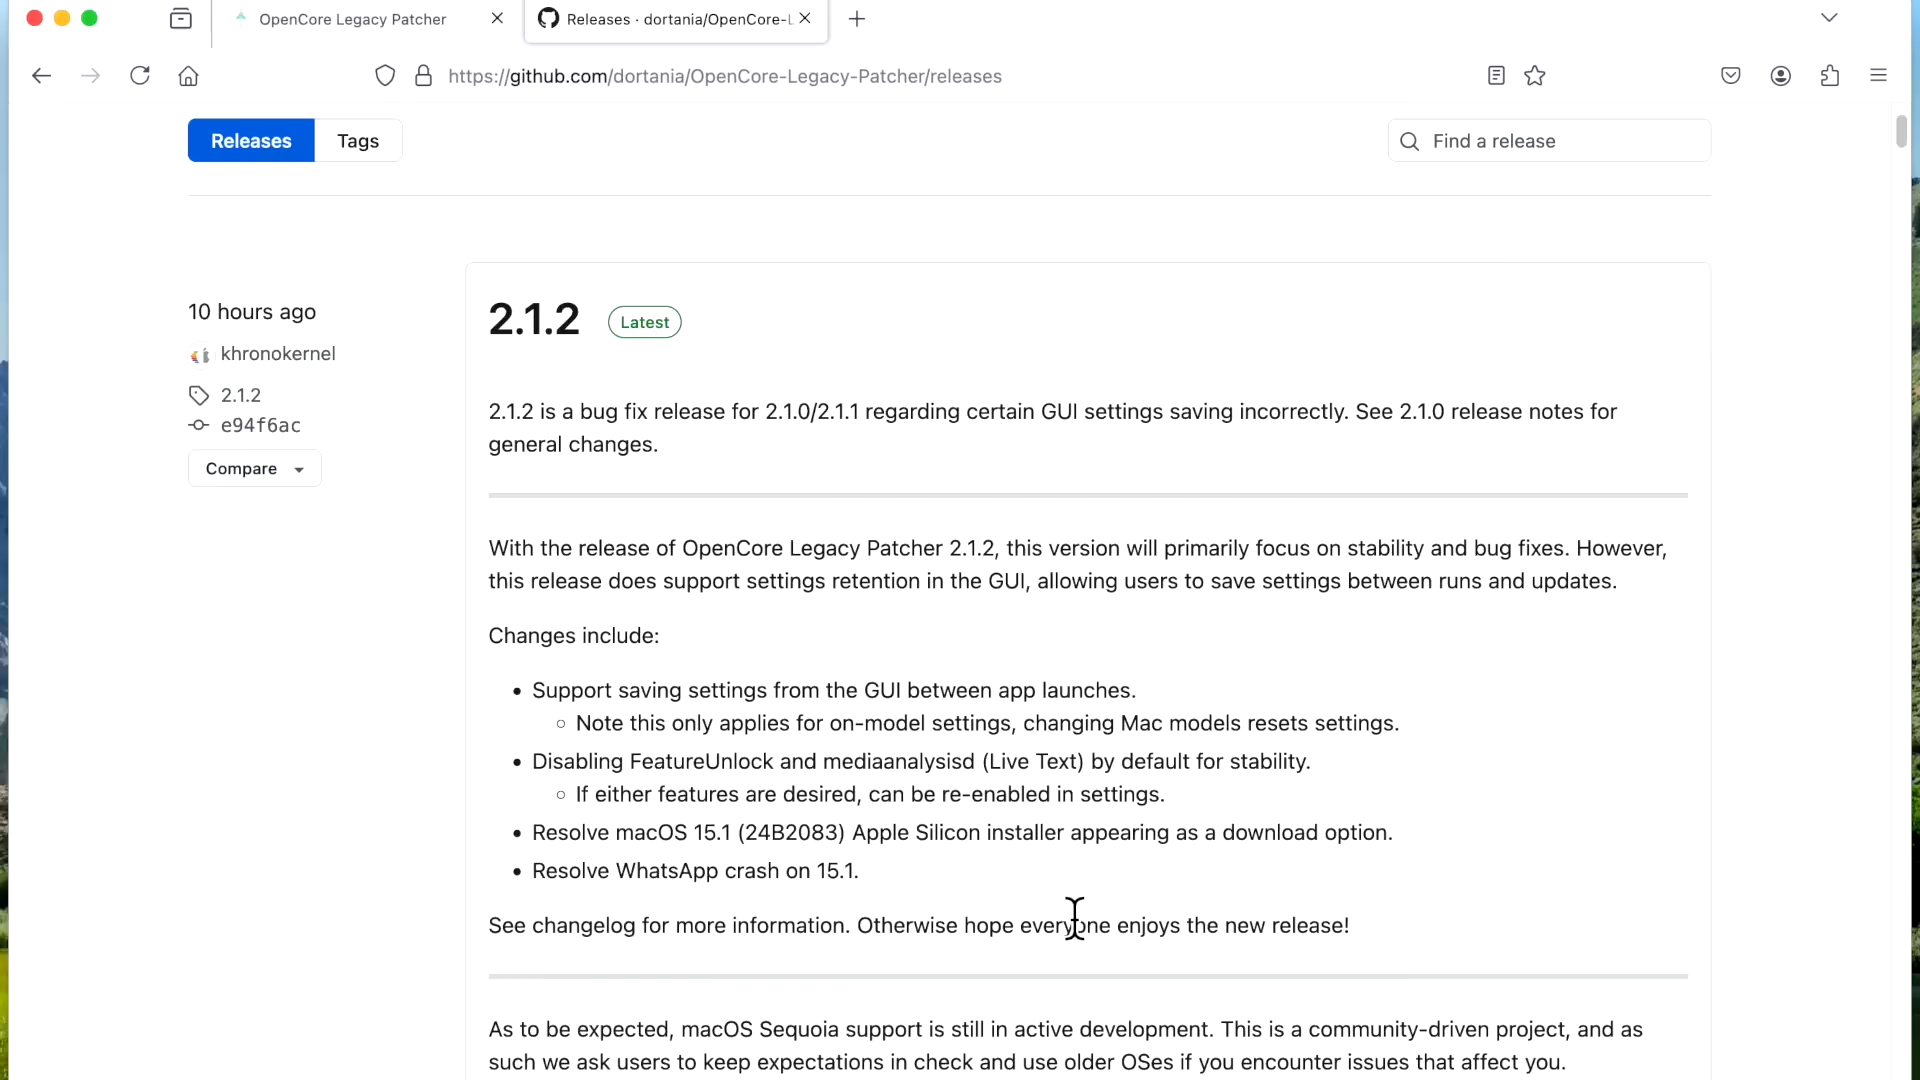 OpenCore Legacy Patcher
Releases · dortania/OpenCore-L
https://github.com/dortania/OpenCore-Legacy-Patcher/releases
Releases
Tags
Find a release
10 hours ago
khronokernel
2.1.2
e94f6ac
Compare
2.1.2
Latest
2.1.2 is a bug fix release for 2.1.0/2.1.1 regarding certain GUI settings saving incorrectly. See 2.1.0 release notes for
general changes.
With the release of OpenCore Legacy Patcher 2.1.2, this version will primarily focus on stability and bug fixes. However,
this release does support settings retention in the GUI, allowing users to save settings between runs and updates.
Changes include:
• Support saving settings from the GUI between app launches.
◦ Note this only applies for on-model settings, changing Mac models resets settings.
• Disabling FeatureUnlock and mediaanalysisd (Live Text) by default for stability.
◦ If either features are desired, can be re-enabled in settings.
• Resolve macOS 15.1 (24B2083) Apple Silicon installer appearing as a download option.
• Resolve WhatsApp crash on 15.1.
See changelog for more information. Otherwise hope everyone enjoys the new release!
As to be expected, macOS Sequoia support is still in active development. This is a community-driven project, and as
such we ask users to keep expectations in check and use older OSes if you encounter issues that affect you.